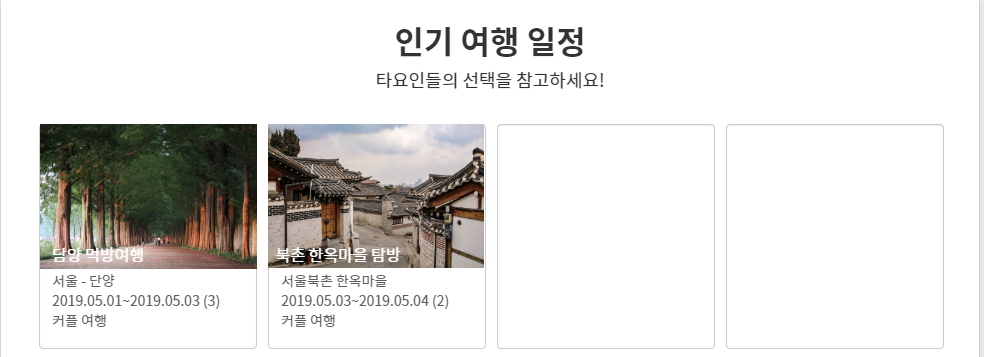 인기 여행 일정
타요인들의 선택을 참고하세요!
담양 먹방여행
서울 - 단양
2019.05.01~2019.05.03 (3)
커플 여행
북촌 한옥마을 탐방
서울북촌 한옥마을
2019.05.03~2019.05.04 (2)
커플 여행